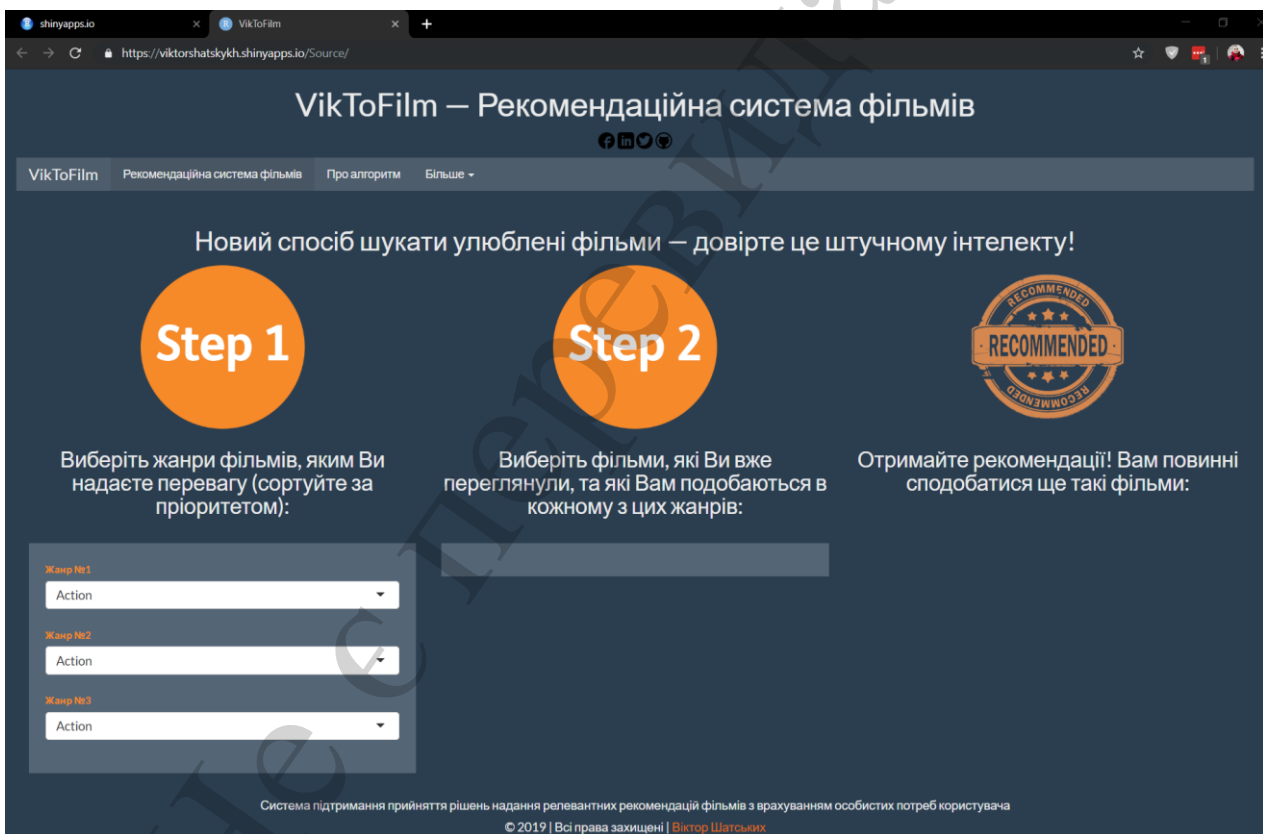 shinyapps.io
VikToFilm
https://viktorshatskykh.shinyapps.io/Source/
VikToFilm — Рекомендаційна система фільмів
VikToFilm Рекомендаційна система фільмів Про алгоритм Більше
Новий спосіб шукати улюблені фільми — довірте це штучному інтелекту!
Step 1
Step 2
RECOMMENDED
RECOMMENDED
RECOMMENDED
Виберіть жанри фільмів, яким Ви
надаєте перевагу (сортуйте за
пріоритетом):
Виберіть фільми, які Ви вже
переглянули, та які Вам подобаються в
кожному з цих жанрів:
Отримайте рекомендації! Вам повинні
сподобатися ще такі фільми:
Жанр №1
Action
Жанр №2
Action
Жанр №3
Action
Система підтримання прийняття рішень надання релевантних рекомендацій фільмів з врахуванням особистих потреб користувача
© 2019 | Всі права захищені | Віктор Шатських
Не є перевид